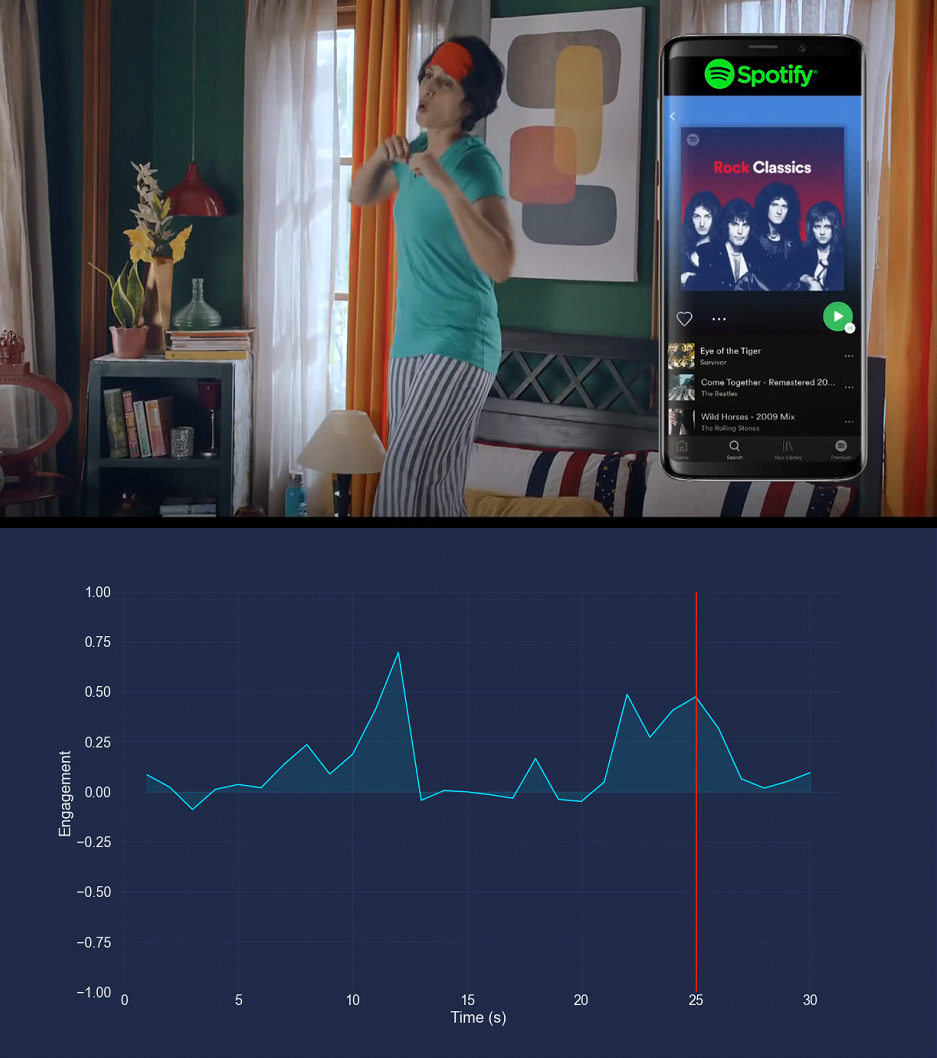 Spotify
Rock Classics
Eye of the Tiger
Survivor
Come Together - Remastered 20...
The Beatles
Wild Horses - 2009 Mix
The Rolling Stones
Home
Search
Your Library
Premium
1.00
0.75
0.50
0.25
0.00
−0.25
−0.50
−0.75
−1.00
Engagement
0
5
10
15
20
25
30
Time (s)